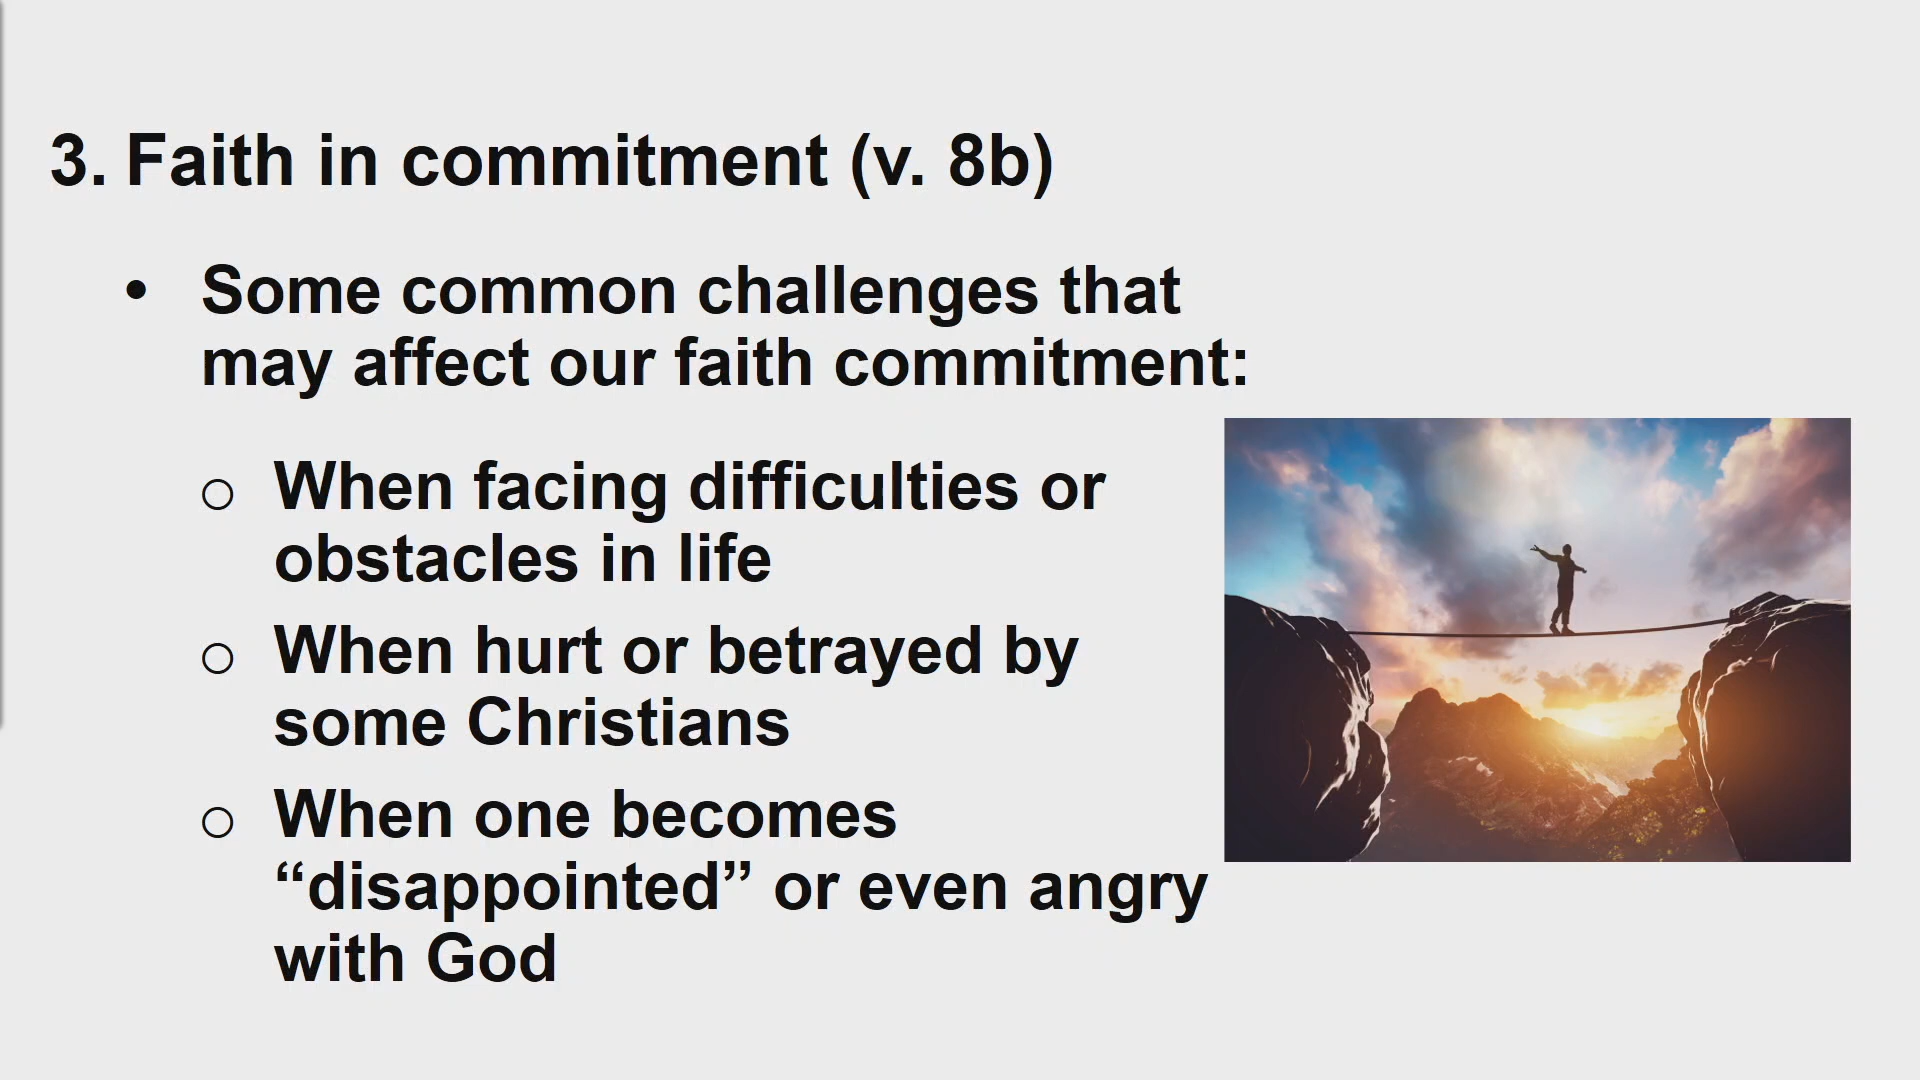 3. Faith in commitment (v. 8b)
• Some common challenges that
may affect our faith commitment:
○ When facing difficulties or
obstacles in life
○ When hurt or betrayed by
some Christians
○ When one becomes
“disappointed” or even angry
with God